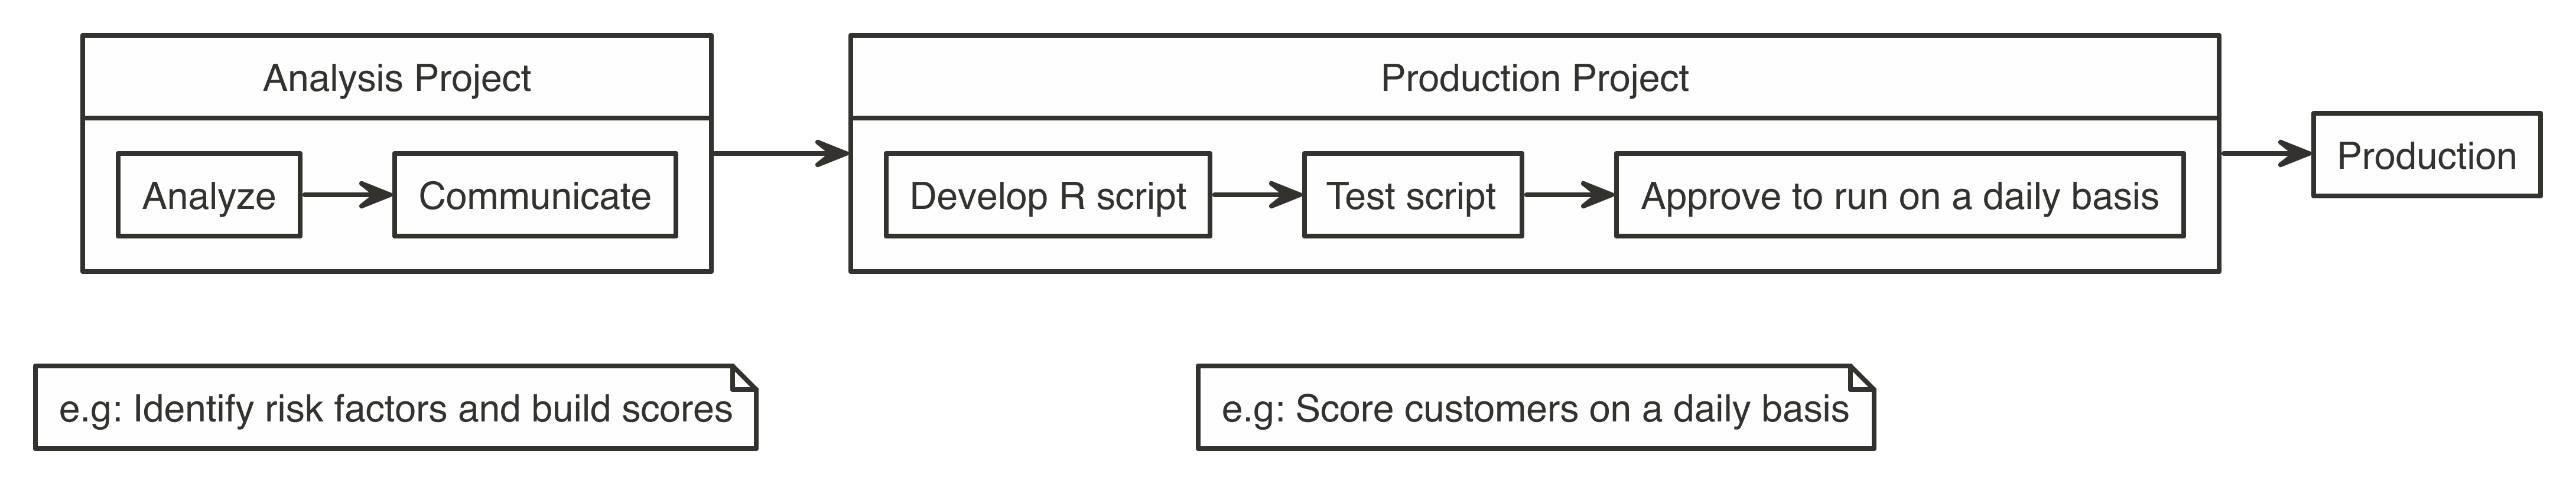 Analysis Project
Production Project
Analyze
Communicate
Develop R script
Test script
Approve to run on a daily basis
Production
e.g: Identify risk factors and build scores
e.g: Score customers on a daily basis